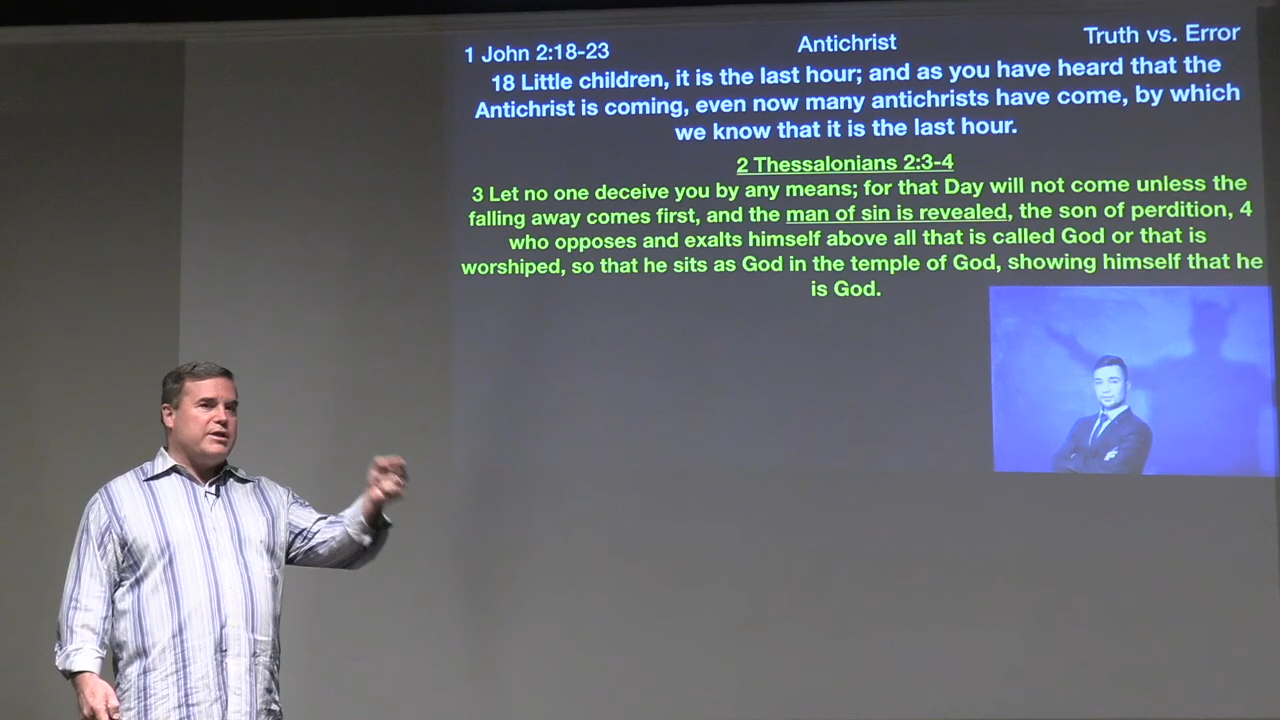 1 John 2:18-23 Antichrist Truth vs. Error
18 Little children, it is the last hour; and as you have heard that the
Antichrist is coming, even now many antichrists have come, by which
we know that it is the last hour.
2 Thessalonians 2:3-4
3 Let no one deceive you by any means; for that Day will not come unless the
falling away comes first, and the man of sin is revealed, the son of perdition, 4
who opposes and exalts himself above all that is called God or that is
worshiped, so that he sits as God in the temple of God, showing himself that he
is God.